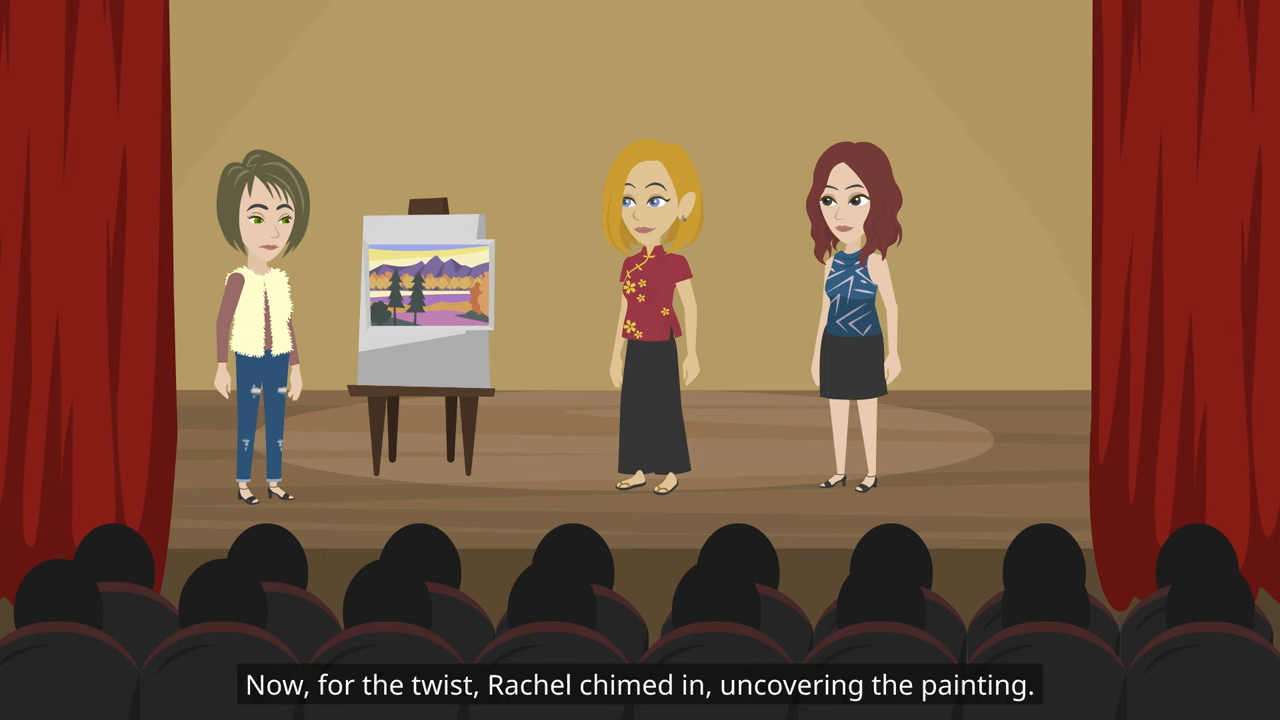 Now, for the twist, Rachel chimed in, uncovering the painting.